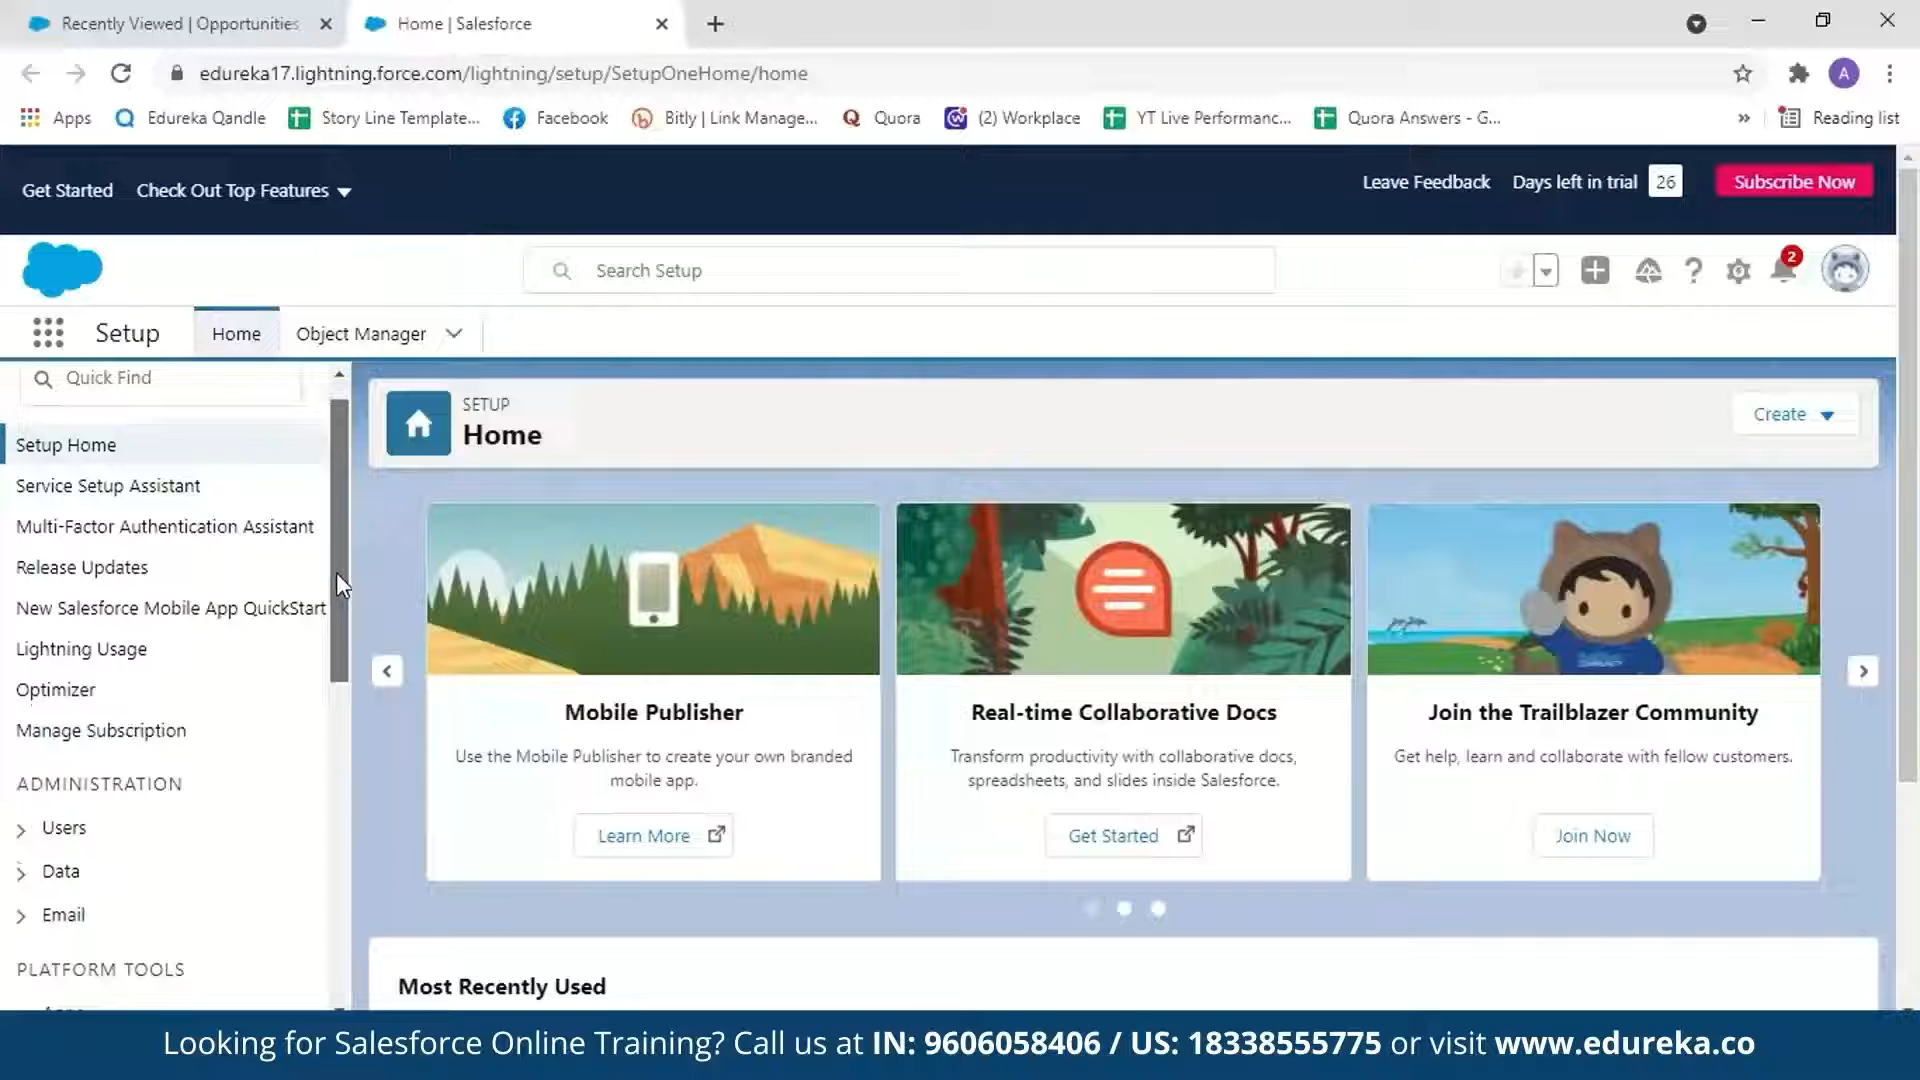 Recently Viewed | Opportunities
Home | Salesforce
edureka17.lightning.force.com/lightning/setup/SetupOneHome/home
A
Apps
Edureka Qandle
Story Line Template...
Facebook
Bitly | Link Manage...
Quora
(2) Workplace
YT Live Performanc...
Quora Answers - G...
»
Reading list
Get Started
Check Out Top Features
Leave Feedback
Days left in trial
26
Subscribe Now
Search Setup
2
Setup
Home
Object Manager
Quick Find
SETUP
Home
Create
Setup Home
Service Setup Assistant
Multi-Factor Authentication Assistant
Release Updates
New Salesforce Mobile App QuickStart
Lightning Usage
Optimizer
Manage Subscription
ADMINISTRATION
Users
Data
Email
PLATFORM TOOLS
Mobile Publisher
Use the Mobile Publisher to create your own branded
mobile app.
Learn More
Real-time Collaborative Docs
Transform productivity with collaborative docs,
spreadsheets, and slides inside Salesforce.
Get Started
Join the Trailblazer Community
Get help, learn and collaborate with fellow customers.
Join Now
Most Recently Used
Looking for Salesforce Online Training? Call us at IN: 9606058406 / US: 18338555775 or visit www.edureka.co